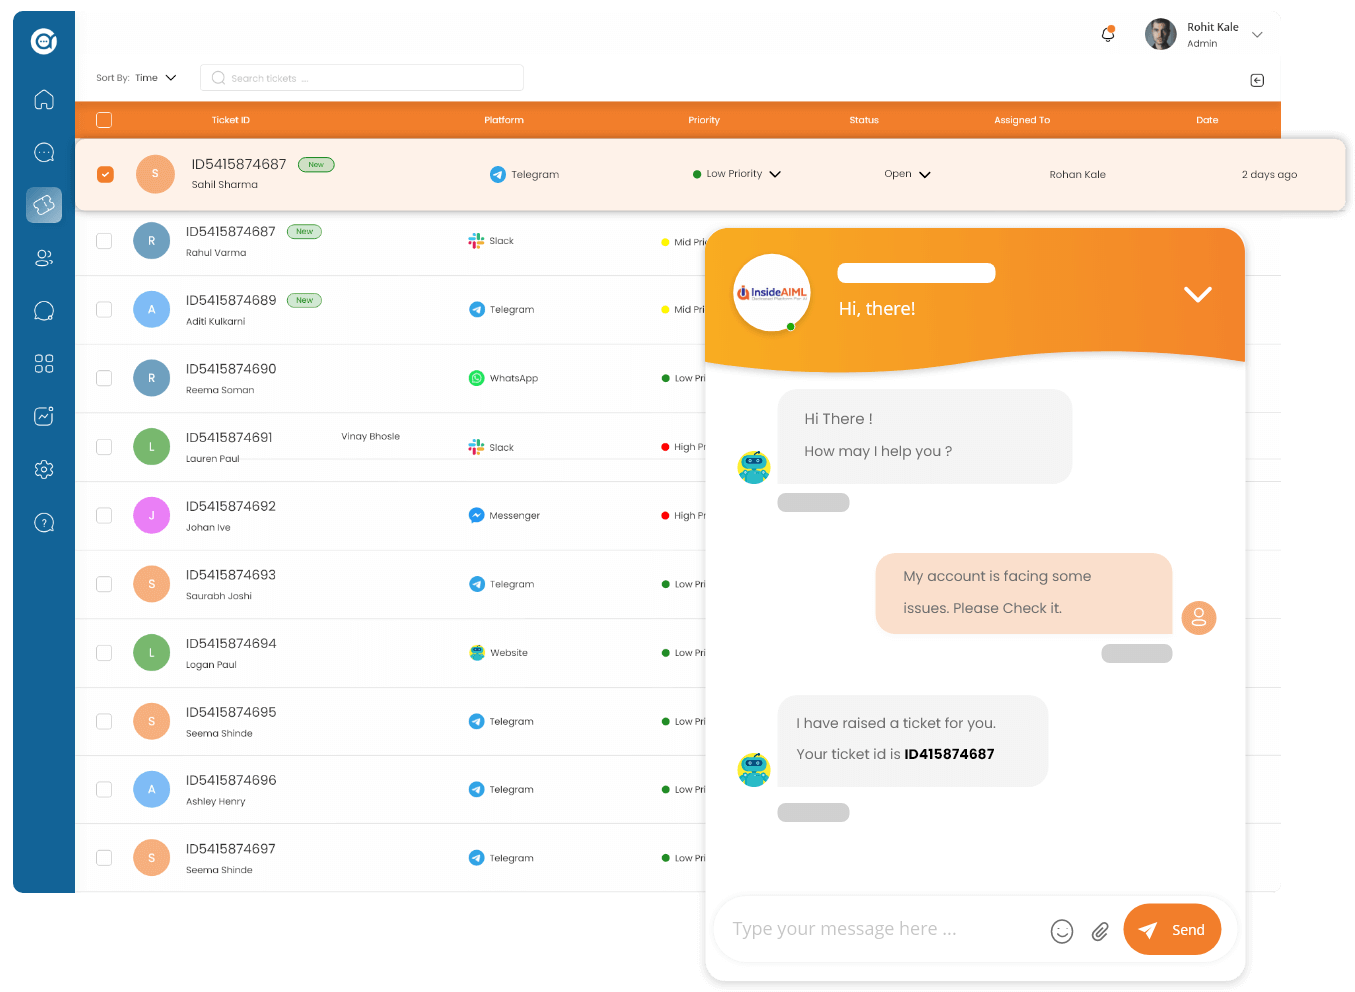 Rohit Kale
Admin
Sort By: Time
Search tickets ...
Ticket ID Platform Priority Status Assigned To Date
S ID5415874687 New Telegram Low Priority Open Rohan Kale 2 days ago
Sahil Sharma
R ID5415874687 New Slack Mid Prio
Rahul Varma
A ID5415874689 New Telegram Mid Prio
Aditi Kulkarni
R ID5415874690 WhatsApp Low Pri
Reema Soman
L ID5415874691 Vinay Bhosle Slack High Pr
Lauren Paul
J ID5415874692 Messenger High Pr
Johan Ive
S ID5415874693 Telegram Low Pri
Saurabh Joshi
L ID5415874694 Website Low Pri
Logan Paul
S ID5415874695 Telegram Low Pri
Seema Shinde
A ID5415874696 Telegram Low Pri
Ashley Henry
S ID5415874697 Telegram Low Pri
Seema Shinde
InsideAIML
Hi, there!
Hi There !
How may I help you ?
My account is facing some
issues. Please Check it.
I have raised a ticket for you.
Your ticket id is ID415874687
Type your message here ...
Send